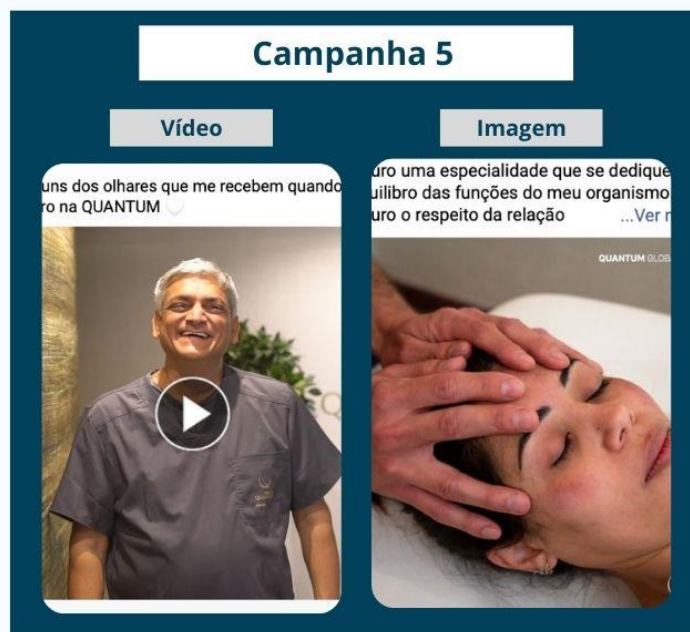 Campanha 5
Vídeo
Imagem
uns dos olhares que me recebem quando
ro na QUANTUM
uro uma especialidade que se dedique
uilibro das funções do meu organismo
uro o respeito da relação ...Ver
QUANTUM GLOB